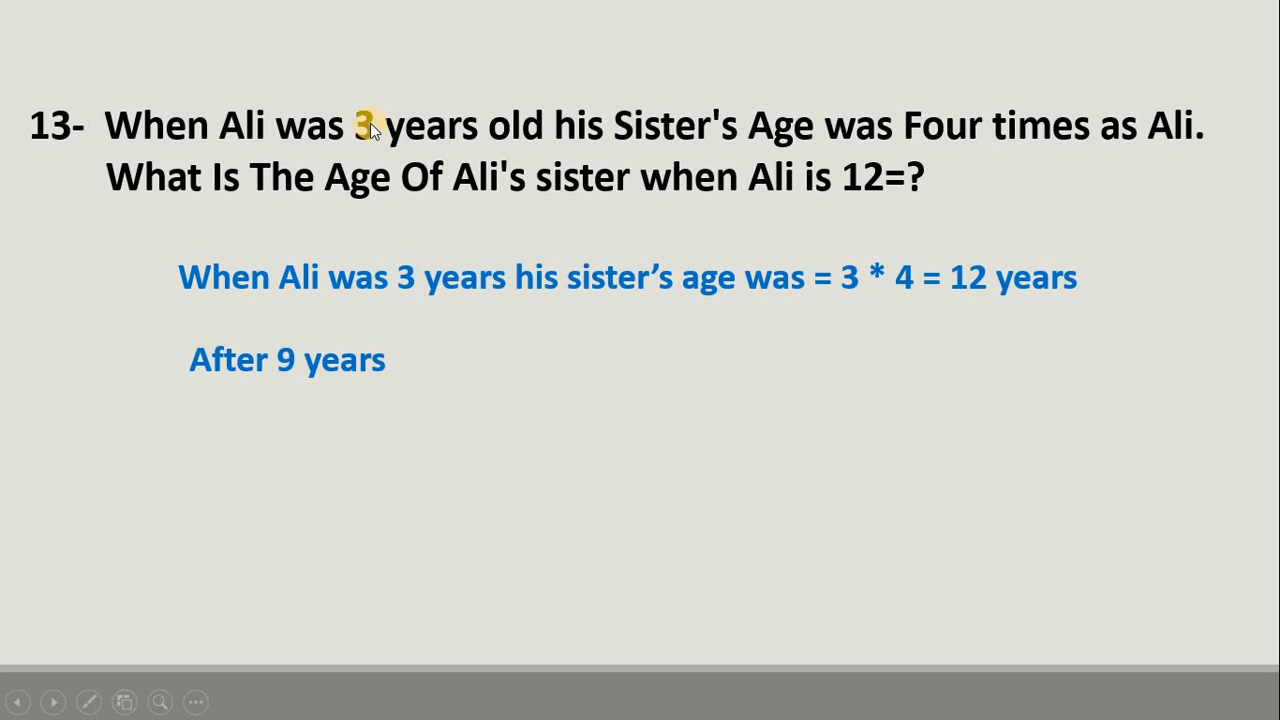 13- When Ali was 3 years old his Sister's Age was Four times as Ali.
What Is The Age Of Ali's sister when Ali is 12=?
When Ali was 3 years his sister’s age was = 3 * 4 = 12 years
After 9 years